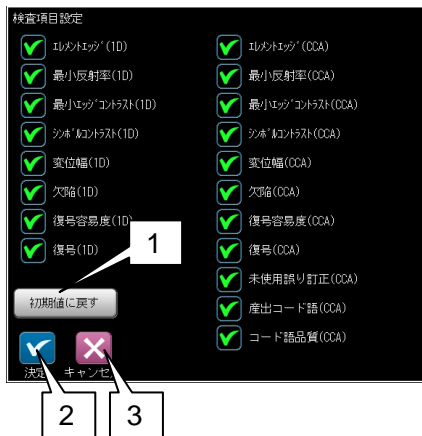 検査項目設定
ｴﾚﾒﾝﾄｴｯｼﾞ(1D)
最小反射率(1D)
最小ｴｯｼﾞｺﾝﾄﾗｽﾄ(1D)
ｼﾝﾎﾞﾙｺﾝﾄﾗｽﾄ(1D)
変位幅(1D)
欠陥(1D)
復号容易度(1D
復号(1D)
ｴﾚﾒﾝﾄｴｯｼﾞ(CCA)
最小反射率(CCA)
最小ｴｯｼﾞｺﾝﾄﾗｽﾄ(CCA)
ｼﾝﾎﾞﾙｺﾝﾄﾗｽﾄ(CCA)
変位幅(CCA)
欠陥(CCA)
復号容易度(CCA)
復号(CCA)
未使用誤り訂正(CCA)
産出コード語(CCA)
コード語品質(CCA)
1
初期値に戻す
決定
キャンセ
2
3